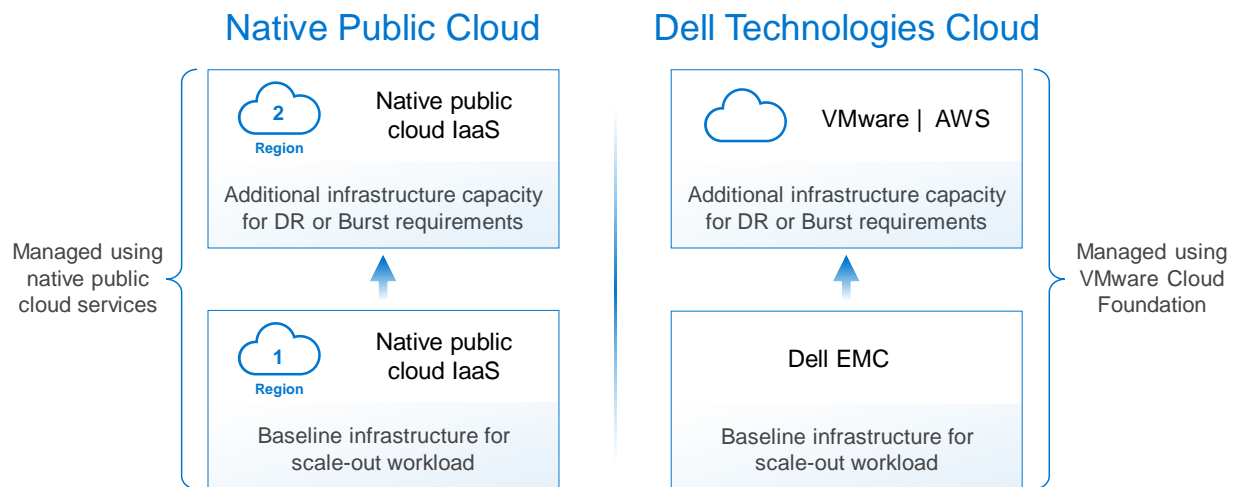 Native Public Cloud
Dell Technologies Cloud
2
Region
Native public
cloud IaaS
Additional infrastructure capacity
for DR or Burst requirements
Managed using
native public
cloud services
1
Region
Native public
cloud IaaS
Baseline infrastructure for
scale-out workload
VMware | AWS
Additional infrastructure capacity
for DR or Burst requirements
Dell EMC
Baseline infrastructure for
scale-out workload
Managed using
VMware Cloud
Foundation